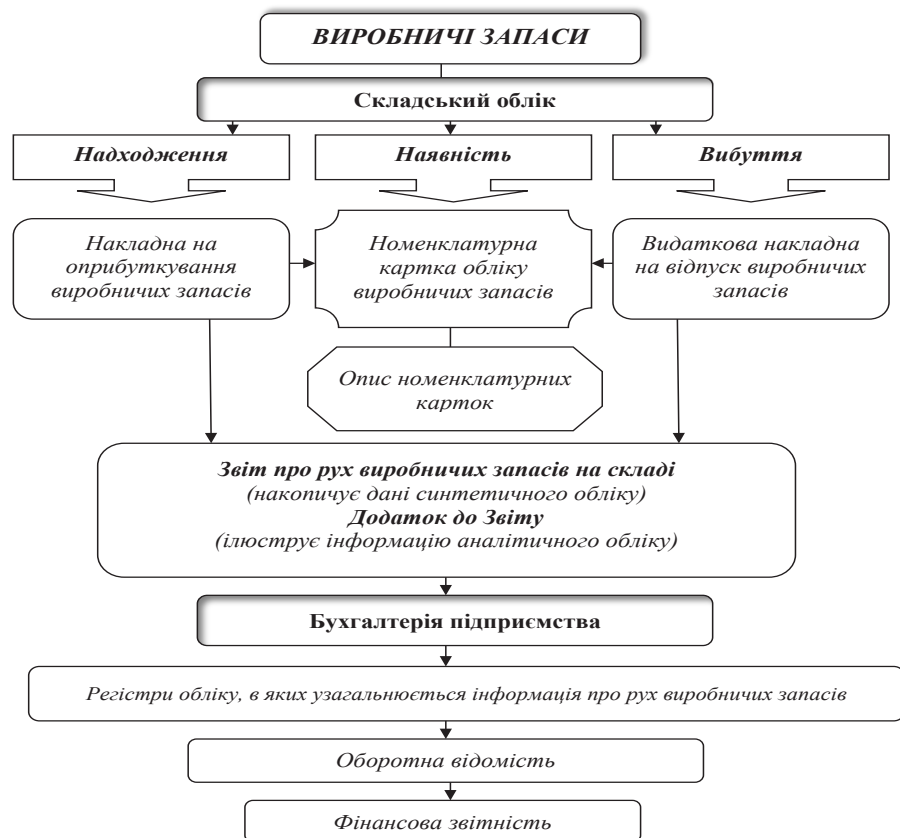 ВИРОБНИЧІ ЗАПАСИ
Складський облік
Надходження
Наявність
Вибуття
Накладна на
оприбуткування
виробничих запасів
Номенклатурна
картка обліку
виробничих запасів
Видаткова накладна
на відпуск виробничих
запасів
Опис номенклатурних
карток
Звіт про рух виробничих запасів на складі
(накопичує дані синтетичного обліку)
Додаток до Звіту
(ілюструє інформацію аналітичного обліку)
Бухгалтерія підприємства
Регістри обліку, в яких узагальнюється інформація про рух виробничих запасів
Оборотна відомість
Фінансова звітність